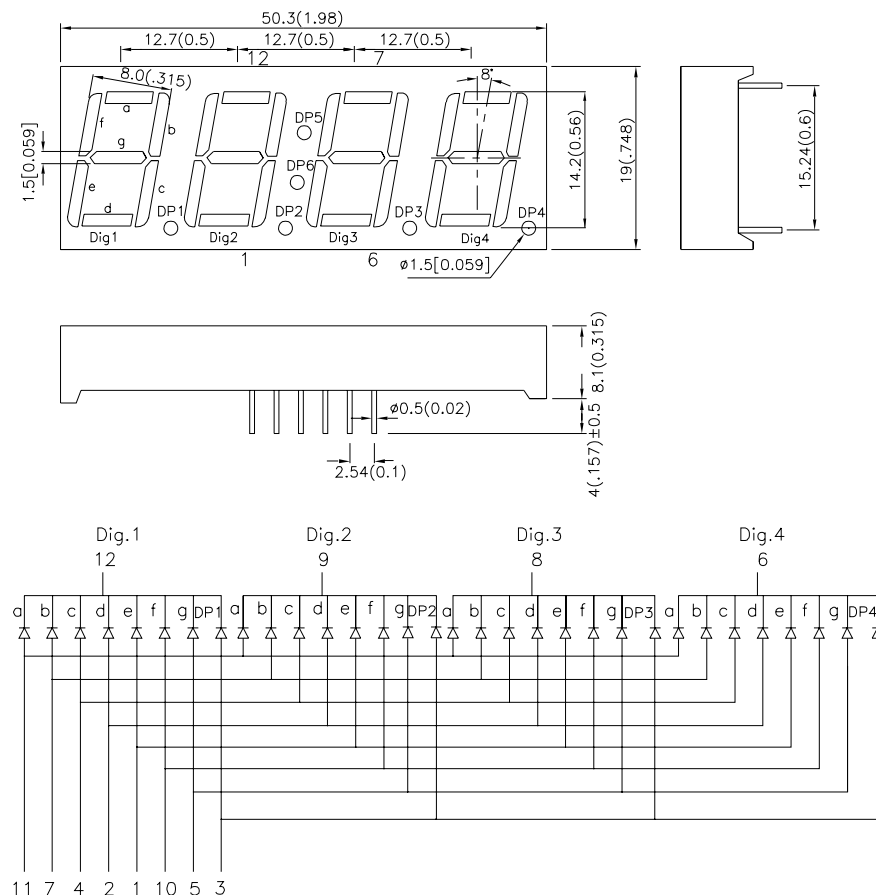 50.3(1.98)
12.7(0.5) 12.7(0.5) 12.7(0.5)
12 7
8.0(.315)
8°
a
f b
g
e c
d
1.5[0.059]
DP5
DP6
DP1 DP2 DP3 DP4
Dig1 Dig2 Dig3 Dig4
1 6
ø1.5[0.059]
14.2(0.56)
19(.748)
15.24(0.6)
8.1(0.315)
ø0.5(0.02)
2.54(0.1)
4(.157)±0.5
Dig.1 Dig.2 Dig.3 Dig.4
12 9 8 6
a b c d e f g DP1 a b c d e f g DP2 a b c d e f g DP3 a b c d e f g DP4
11 7 4 2 1 10 5 3